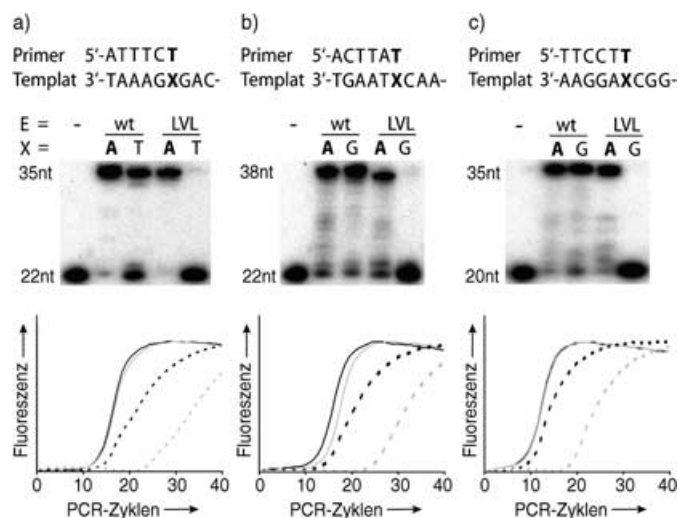 a)
Primer 5′-ATTTCT
Templat 3′-TAAAGXGAC-
E = - wt LVL
X = A T A T
35nt
22nt
Fluoreszenz
0 10 20 30 40
PCR-Zyklen
b)
Primer 5′-ACTTAT
Templat 3′-TGAATXCAA-
- wt LVL
A G A G
38nt
22nt
Fluoreszenz
0 10 20 30 40
PCR-Zyklen
c)
Primer 5′-TTCCTT
Templat 3′-AAGGAXCGG-
- wt LVL
A G A G
35nt
20nt
Fluoreszenz
0 10 20 30 40
PCR-Zyklen